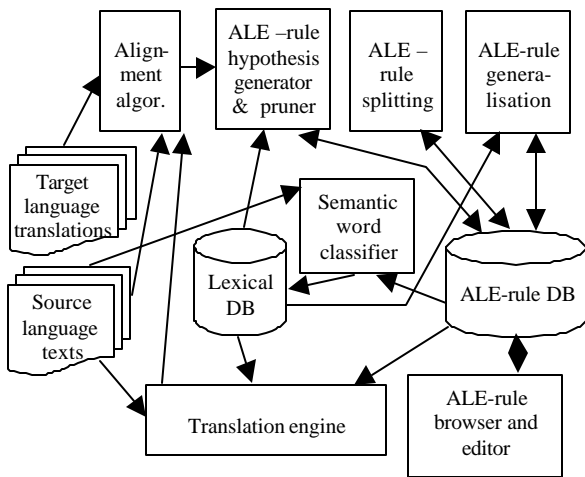 Align-
ment
algor.
ALE –rule
hypothesis
generator
& pruner
ALE –
rule
splitting
ALE-rule
genera-
lisation
Target
language
translations
Semantic
word
classifier
Lexical
DB
ALE-rule DB
Source
language
texts
Translation engine
ALE-rule
browser and
editor